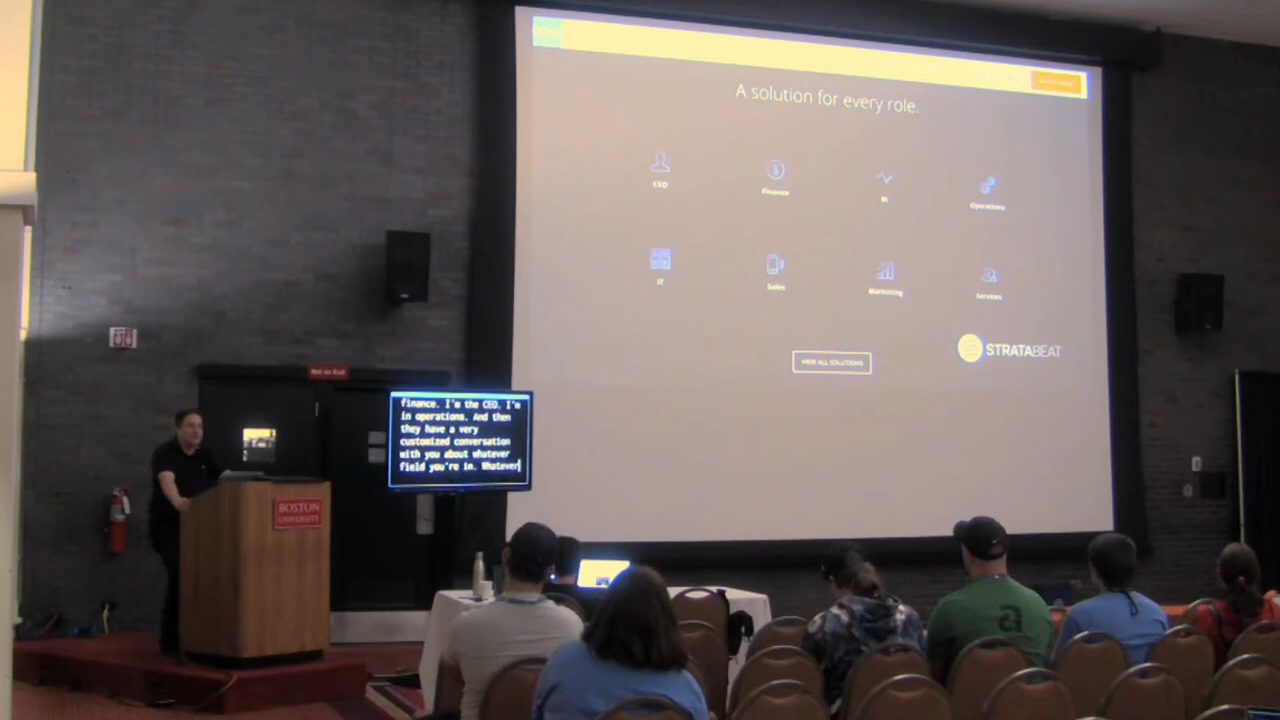 A solution for every role.
CEO
Finance
BI
Operations
IT
Sales
Marketing
Services
VIEW ALL SOLUTIONS
STRATABEAT
Not an Exit
finance. I'm the CEO. I'm
in operations. And then
they have a very
customized conversation
with you about whatever
field you're in. Whatever
BOSTON
UNIVERSITY
a